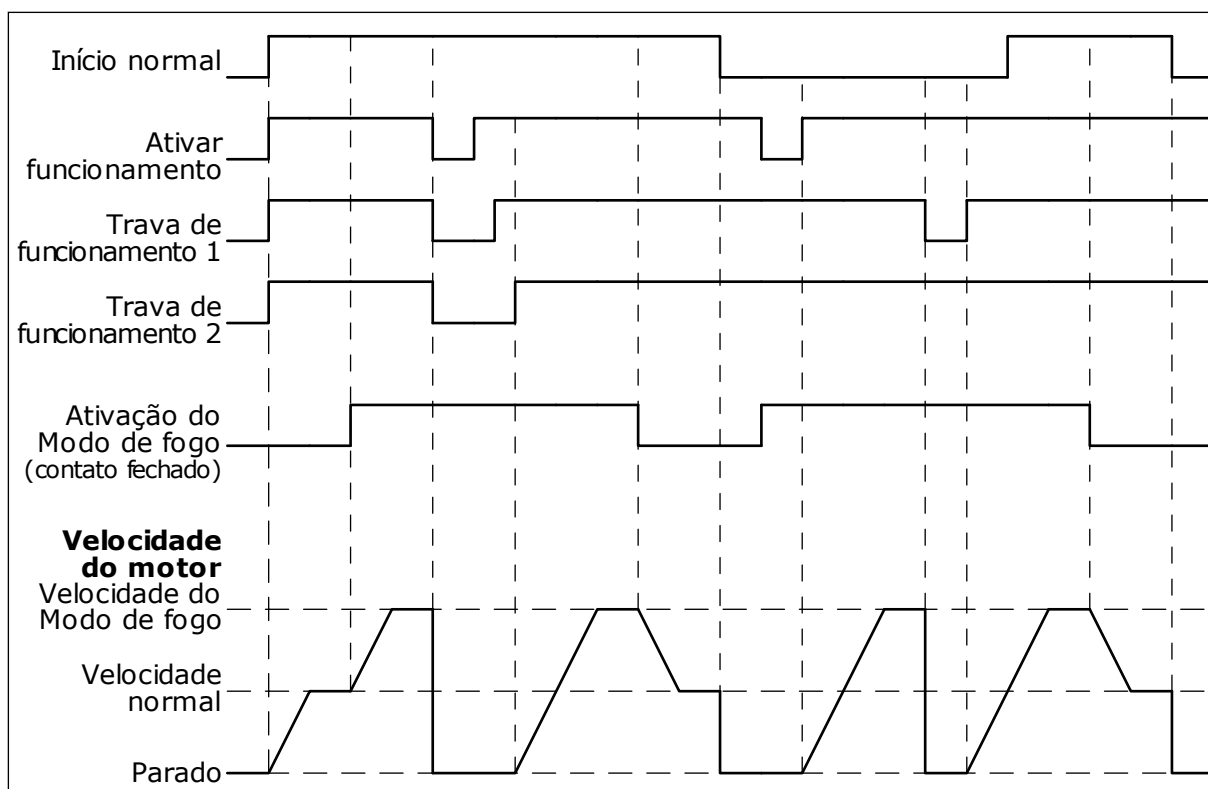 Início normal
Ativar
funcionamento
Trava de
funcionamento 1
Trava de
funcionamento 2
Ativação do
Modo de fogo
(contato fechado)
Velocidade
do motor
Velocidade do
Modo de fogo
Velocidade
normal
Parado